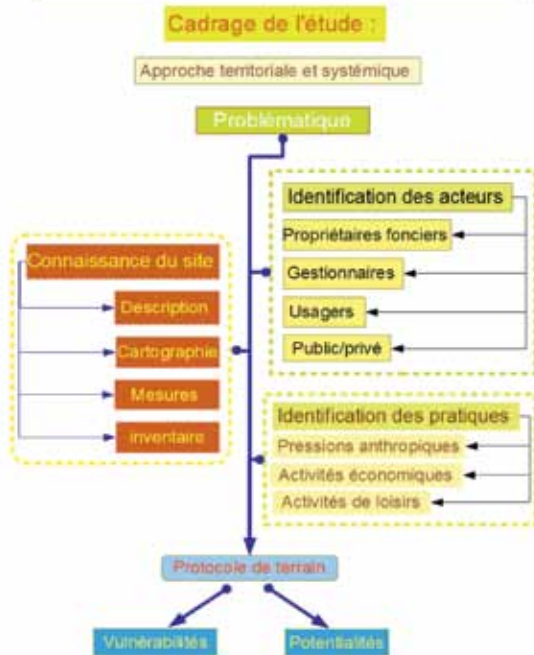 Cadrage de l'étude :
Approche territoriale et systémique
Problématique
Identification des acteurs
Propriétaires fonciers
Gestionnaires
Usagers
Public/privé
Connaissance du site
Description
Cartographie
Mesures
inventaire
Identification des pratiques
Pressions anthropiques
Activités économiques
Activités de loisirs
Protocole de terrain
Vulnérabilités
Potentialités